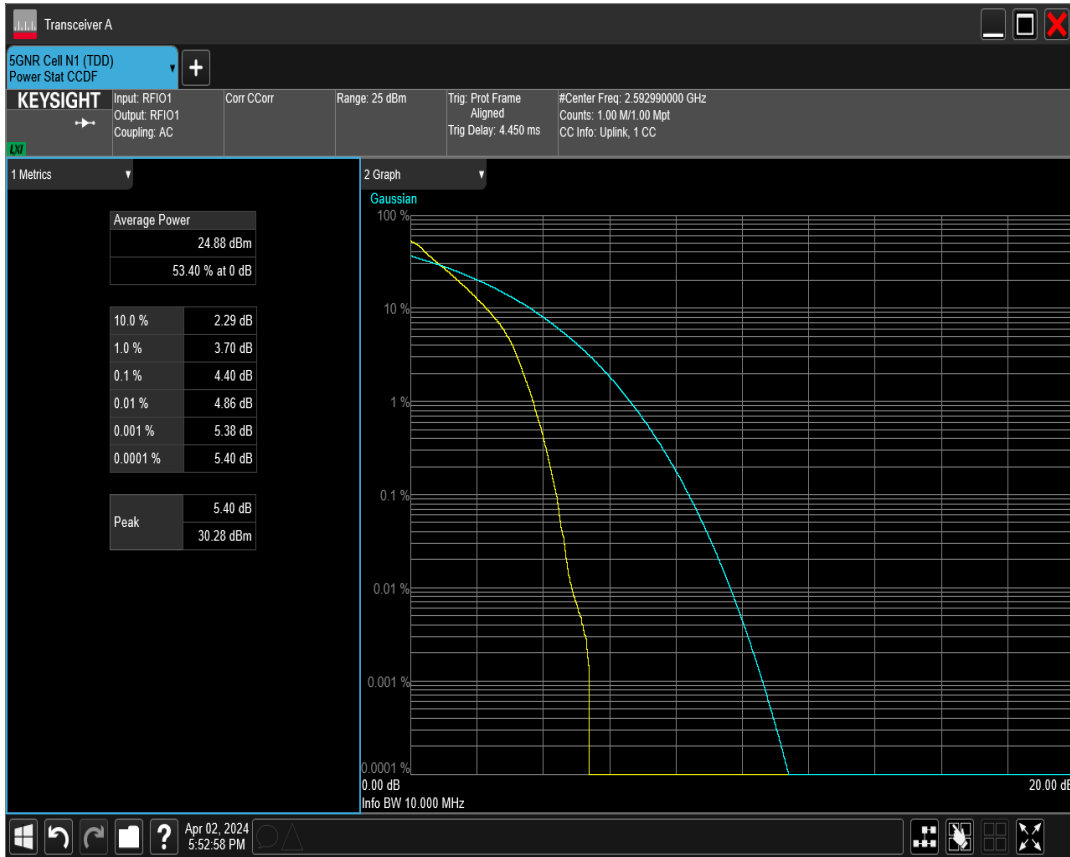 Transceiver A
5GNR Cell N1 (TDD)
Power Stat CCDF
KEYSIGHT
LXI
Input: RFIO1
Output: RFIO1
Coupling: AC
Corr CCorr
Range: 25 dBm
Trig: Prot Frame
Aligned
Trig Delay: 4.450 ms
#Center Freq: 2.592990000 GHz
Counts: 1.00 M/1.00 Mpt
CC Info: Uplink, 1 CC
1 Metrics
Average Power
24.88 dBm
53.40 % at 0 dB
10.0 % 2.29 dB
1.0 % 3.70 dB
0.1 % 4.40 dB
0.01 % 4.86 dB
0.001 % 5.38 dB
0.0001 % 5.40 dB
Peak
5.40 dB
30.28 dBm
2 Graph
Gaussian
100 %
10 %
1 %
0.1 %
0.01 %
0.001 %
0.0001 %
0.00 dB 20.00 dB
Info BW 10.000 MHz
?
Apr 02, 2024
5:52:58 PM